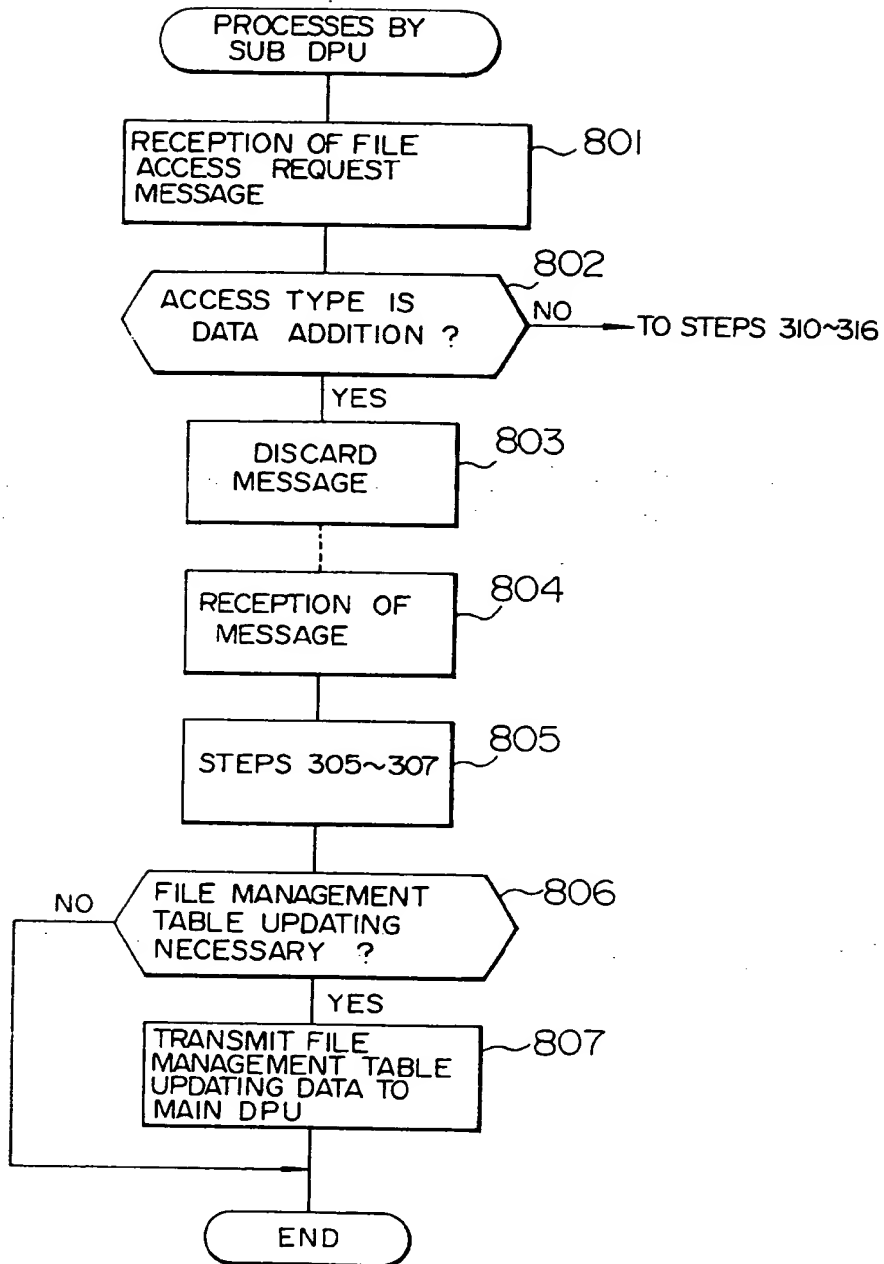 PROCESSES BY
SUB DPU
RECEPTION OF FILE
ACCESS REQUEST
MESSAGE
801
802
ACCESS TYPE IS
DATA ADDITION ?
NO
TO STEPS 310~316
YES
803
DISCARD
MESSAGE
804
RECEPTION OF
MESSAGE
805
STEPS 305~307
806
NO
FILE MANAGEMENT
TABLE UPDATING
NECESSARY ?
YES
807
TRANSMIT FILE
MANAGEMENT TABLE
UPDATING DATA TO
MAIN DPU
END